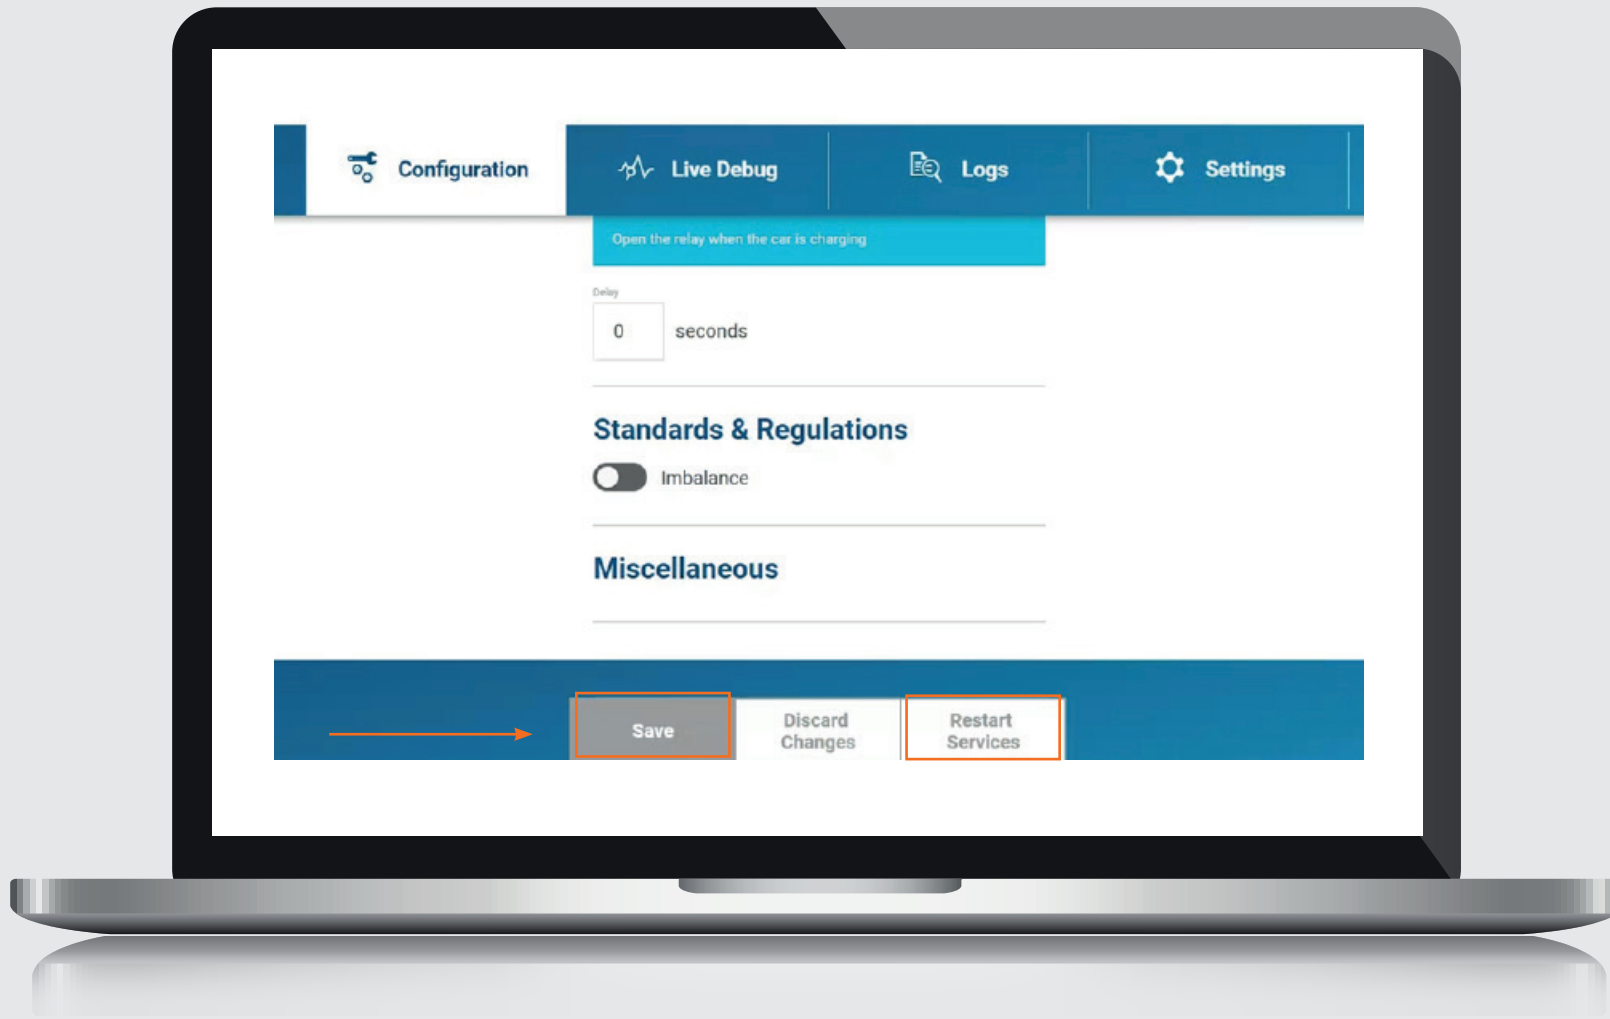 Configuration
Live Debug
Logs
Settings
Open the relay when the car is charging
Delay
0 seconds
Standards & Regulations
Imbalance
Miscellaneous
Save
Discard
Changes
Restart
Services